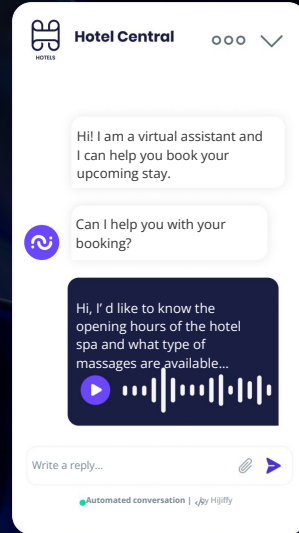 HOTELS
Hotel Central
Hi! I am a virtual assistant and
I can help you book your
upcoming stay.
Can I help you with your
booking?
Hi, I’ d like to know the
opening hours of the hotel
spa and what type of
massages are available...
Write a reply...
Automated conversation | </> by HiJiffy